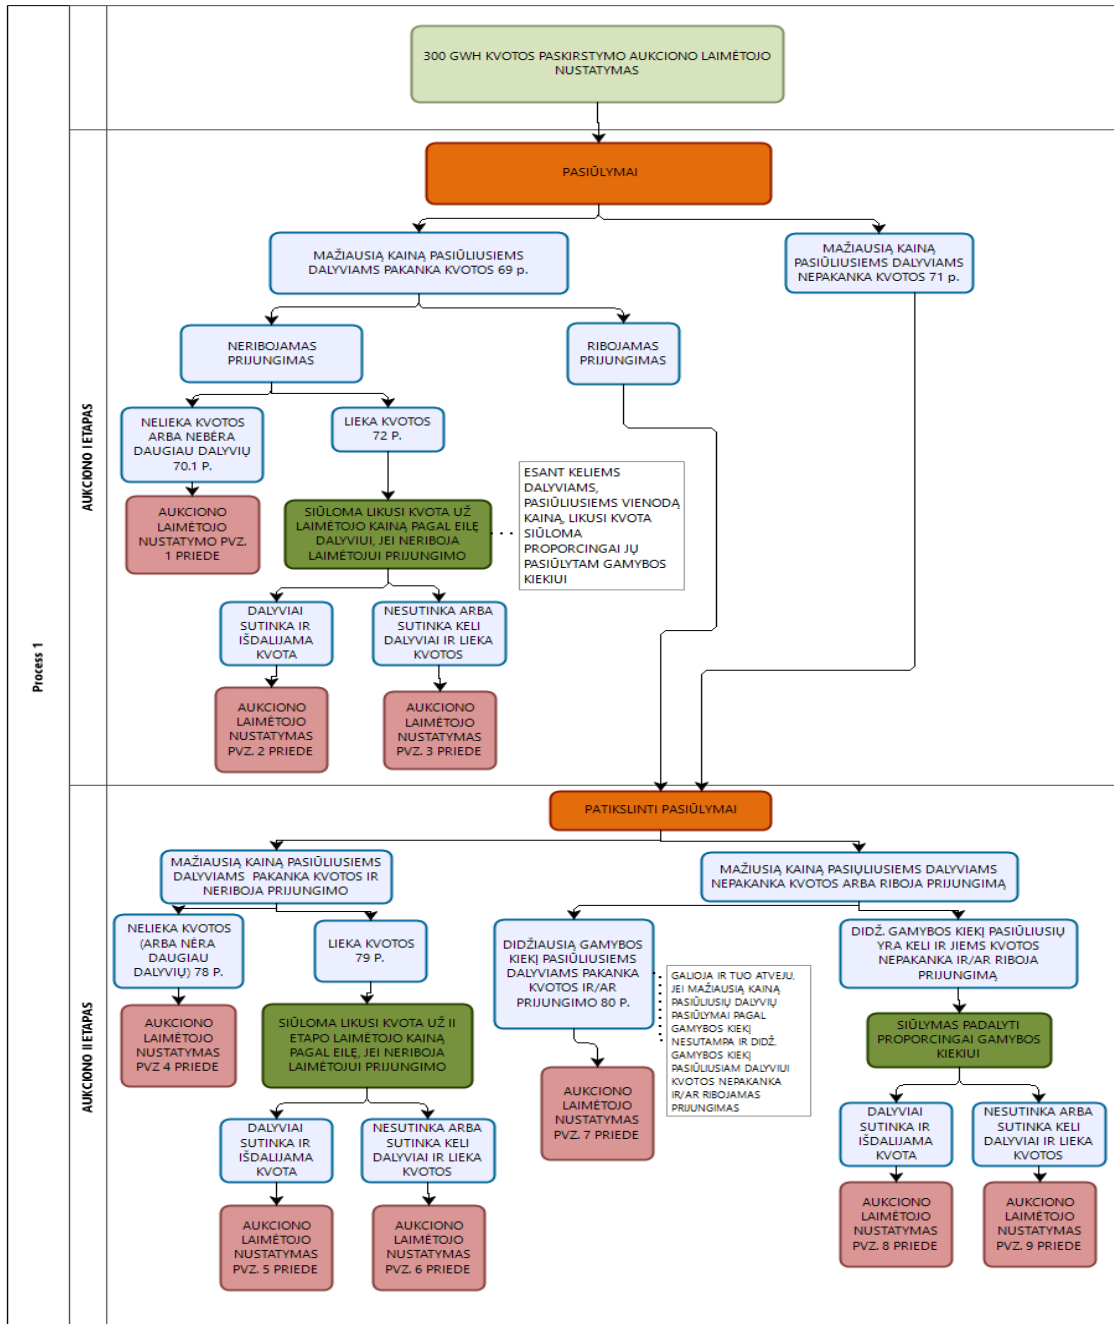 300 GWH KVOTOS PASKIRSTYMO AUKCIONO LAIMĖTOJO
NUSTATYMAS
Process 1
AUKCIONO I ETAPAS
PASIŪLYMAI
MAŽIAUSIĄ KAINĄ PASIŪLIUSIEMS
DALYVIAMS PAKANKA KVOTOS 69 p.
MAŽIAUSIĄ KAINĄ
PASIŪLIUSIEMS DALYVIAMS
NEPAKANKA KVOTOS 71 p.
NERIBOJAMAS
PRIJUNGIMAS
RIBOJAMAS
PRIJUNGIMAS
NELIEKA KVOTOS
ARBA NEBĖRA
DAUGIAU DALYVIŲ
70.1 P.
LIEKA KVOTOS
72 P.
AUKCIONO
LAIMĖTOJO
NUSTATYMO PVZ.
1 PRIEDE
SIŪLOMA LIKUSI KVOTA UŽ
LAIMĖTOJO KAINĄ PAGAL EILĘ
DALYVIUI, JEI NERIBOJA
LAIMĖTOJUI PRIJUNGIMO
ESANT KELIEMS
DALYVIAMS,
PASIŪLIUSIEMS VIENODĄ
KAINĄ, LIKUSI KVOTA
SIŪLOMA
PROPORCINGAI JŲ
PASIŪLYTAM GAMYBOS
KIEKIUI
DALYVIAI
SUTINKA IR
IŠDALIJAMA
KVOTA
NESUTINKA ARBA
SUTINKA KELI
DALYVIAI IR LIEKA
KVOTOS
AUKCIONO
LAIMĖTOJO
NUSTATYMAS
PVZ. 2 PRIEDE
AUKCIONO
LAIMĖTOJO
NUSTATYMAS
PVZ. 3 PRIEDE
AUKCIONO II ETAPAS
PATIKSLINTI PASIŪLYMAI
MAŽIAUSIĄ KAINĄ PASIŪLIUSIEMS
DALYVIAMS PAKANKA KVOTOS IR
NERIBOJA PRIJUNGIMO
MAŽIUSIĄ KAINĄ PASIŲLIUSIEMS DALYVIAMS
NEPAKANKA KVOTOS ARBA RIBOJA PRIJUNGIMĄ
NELIEKA KVOTOS
(ARBA NĖRA
DAUGIAU
DALYVIŲ) 78 P.
LIEKA KVOTOS
79 P.
DIDŽIAUSIĄ GAMYBOS
KIEKĮ PASIŪLIUSIEMS
DALYVIAMS PAKANKA
KVOTOS IR/AR
PRIJUNGIMO 80 P.
GALIOJA IR TUO ATVEJU,
JEI MAŽIAUSIĄ KAINĄ
PASIŪLIUSIŲ DALYVIŲ
PASIŪLYMAI PAGAL
GAMYBOS KIEKĮ
NESUTAMPA IR DIDŽ.
GAMYBOS KIEKĮ
PASIŪLIUSIAM DALYVIUI
KVOTOS NEPAKANKA
IR/AR RIBOJAMAS
PRIJUNGIMAS
DIDŽ. GAMYBOS KIEKĮ PASIŪLIUSIŲ
YRA KELI IR JIEMS KVOTOS
NEPAKANKA IR/AR RIBOJA
PRIJUNGIMĄ
AUKCIONO
LAIMĖTOJO
NUSTATYMAS
PVZ 4 PRIEDE
SIŪLOMA LIKUSI KVOTA UŽ II
ETAPO LAIMĖTOJO KAINĄ
PAGAL EILĘ, JEI NERIBOJA
LAIMĖTOJUI PRIJUNGIMO
AUKCIONO
LAIMĖTOJO
NUSTATYMAS
PVZ. 7 PRIEDE
SIŪLYMAS PADALYTI
PROPORCINGAI GAMYBOS
KIEKIUI
DALYVIAI
SUTINKA IR
IŠDALIJAMA
KVOTA
NESUTINKA ARBA
SUTINKA KELI
DALYVIAI IR LIEKA
KVOTOS
DALYVIAI
SUTINKA IR
IŠDALIJAMA
KVOTA
NESUTINKA ARBA
SUTINKA KELI
DALYVIAI IR LIEKA
KVOTOS
AUKCIONO
LAIMĖTOJO
NUSTATYMAS
PVZ. 5 PRIEDE
AUKCIONO
LAIMĖTOJO
NUSTATYMAS
PVZ. 6 PRIEDE
AUKCIONO
LAIMĖTOJO
NUSTATYMAS
PVZ. 8 PRIEDE
AUKCIONO
LAIMĖTOJO
NUSTATYMAS
PVZ. 9 PRIEDE